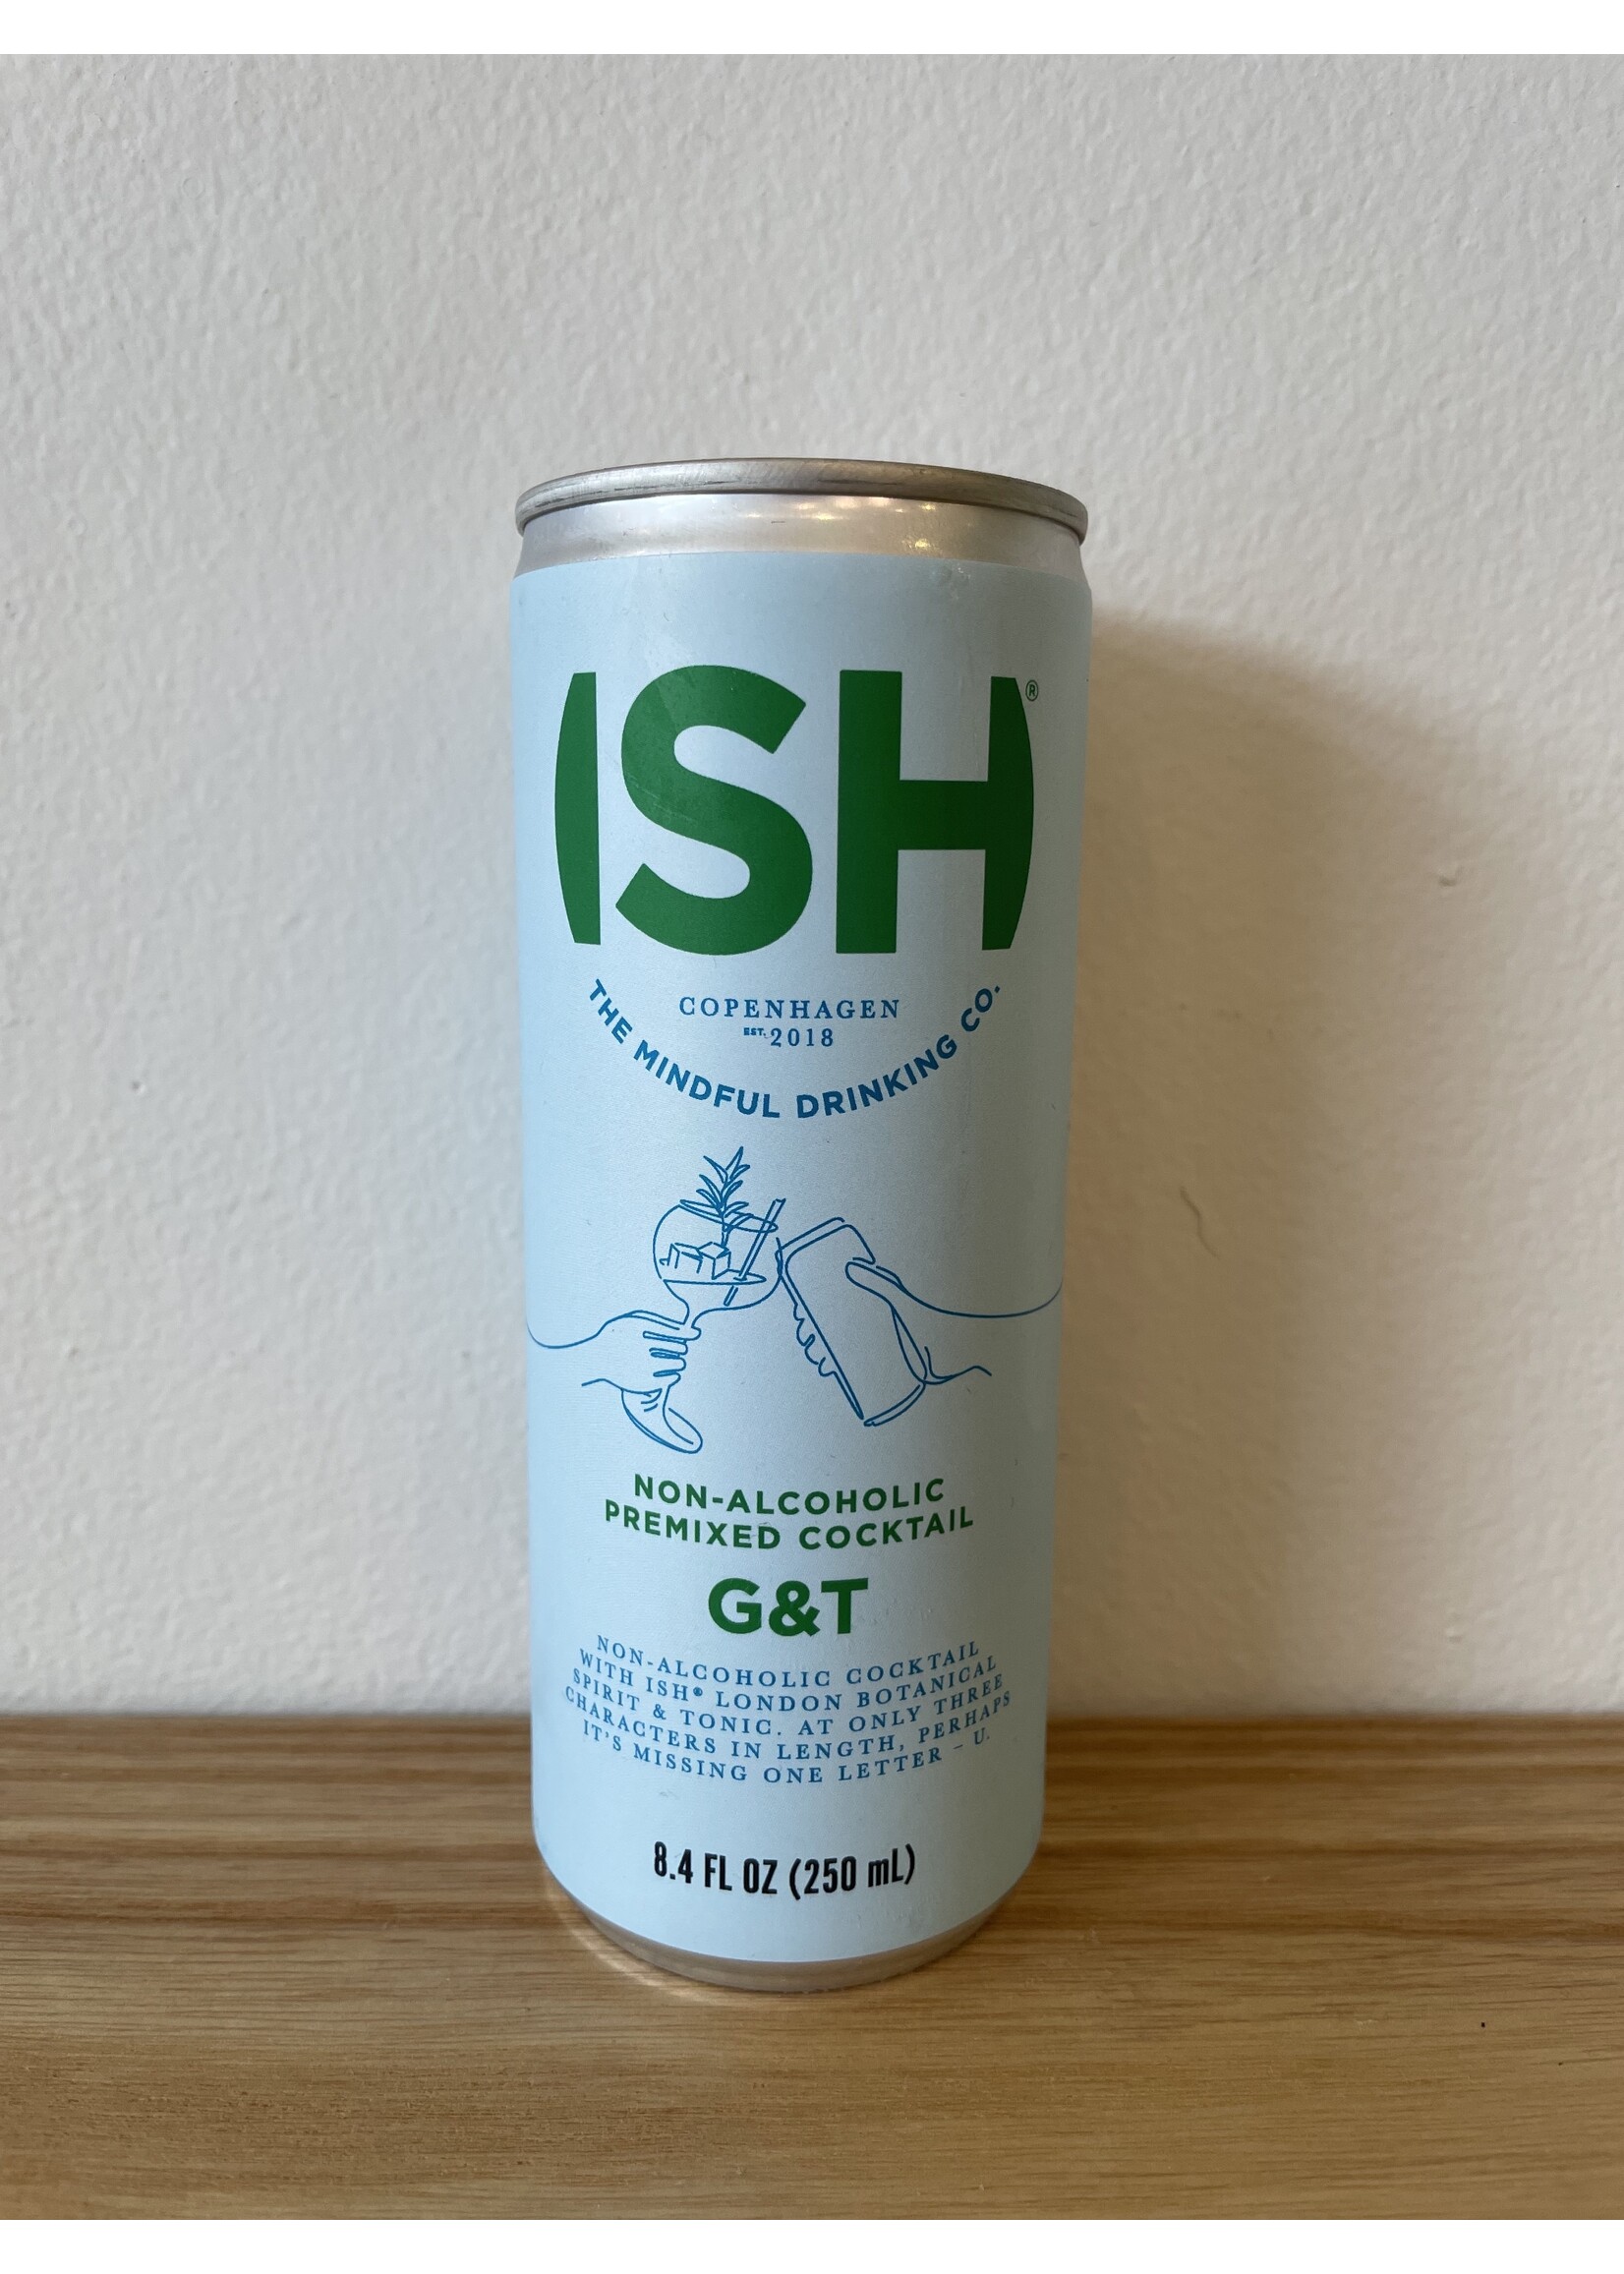 ISH®
COPENHAGEN
EST. 2018
THE MINDFUL DRINKING CO.
NON-ALCOHOLIC
PREMIXED COCKTAIL
G&T
NON-ALCOHOLIC COCKTAIL
WITH ISH® LONDON BOTANICAL
SPIRIT & TONIC. AT ONLY THREE
CHARACTERS IN LENGTH, PERHAPS
IT'S MISSING ONE LETTER – U.
8.4 FL OZ (250 mL)